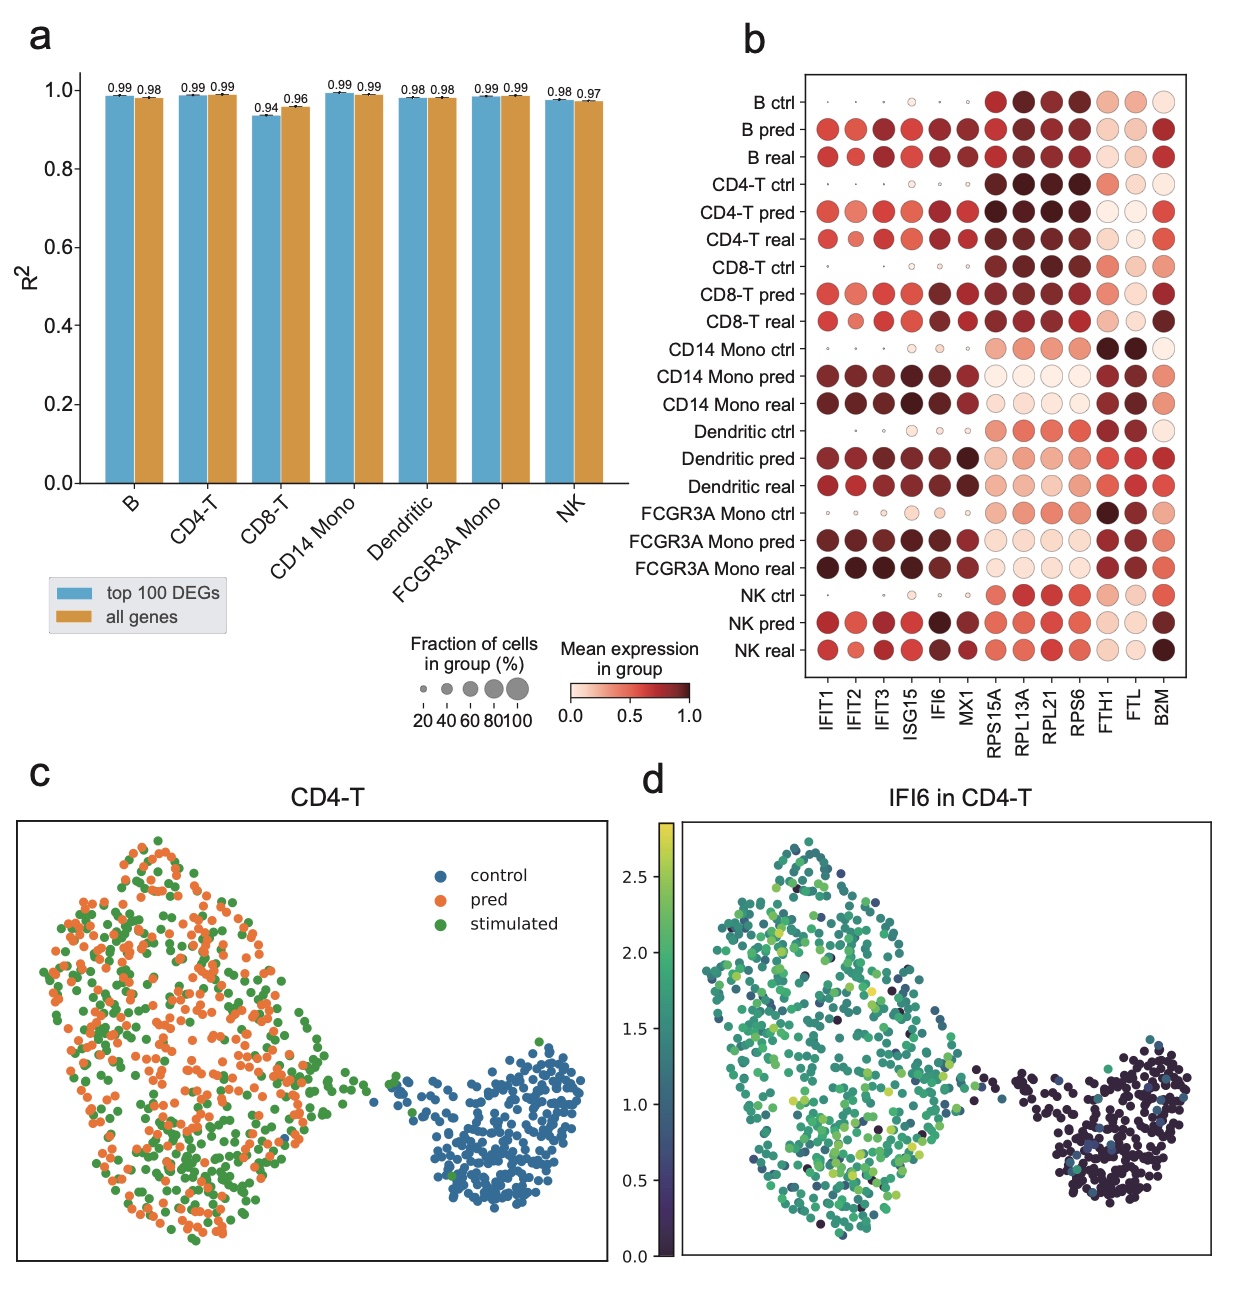 a
R2
1.0
0.8
0.6
0.4
0.2
0.0
0.99 0.98
0.99 0.99
0.94 0.96
0.99 0.99
0.98 0.98
0.99 0.99
0.98 0.97
B
CD4-T
CD8-T
CD14 Mono
Dendritic
FCGR3A Mono
NK
top 100 DEGs
all genes
b
B ctrl
B pred
B real
CD4-T ctrl
CD4-T pred
CD4-T real
CD8-T ctrl
CD8-T pred
CD8-T real
CD14 Mono ctrl
CD14 Mono pred
CD14 Mono real
Dendritic ctrl
Dendritic pred
Dendritic real
FCGR3A Mono ctrl
FCGR3A Mono pred
FCGR3A Mono real
NK ctrl
NK pred
NK real
IFIT1
IFIT2
IFIT3
ISG15
IFI6
MX1
RPS15A
RPL13A
RPL21
RPS6
FTH1
FTL
B2M
Fraction of cells
in group (%)
20 40 60 80100
Mean expression
in group
0.0 0.5 1.0
c
CD4-T
control
pred
stimulated
d
IFI6 in CD4-T
2.5
2.0
1.5
1.0
0.5
0.0